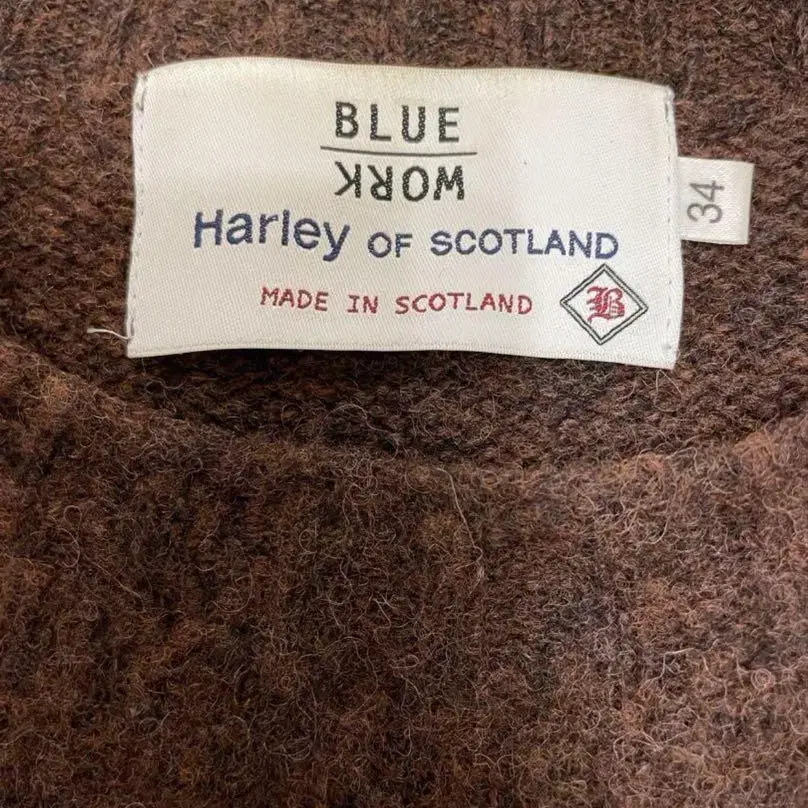 BLUE
WORK
Harley OF SCOTLAND
MADE IN SCOTLAND
B
34